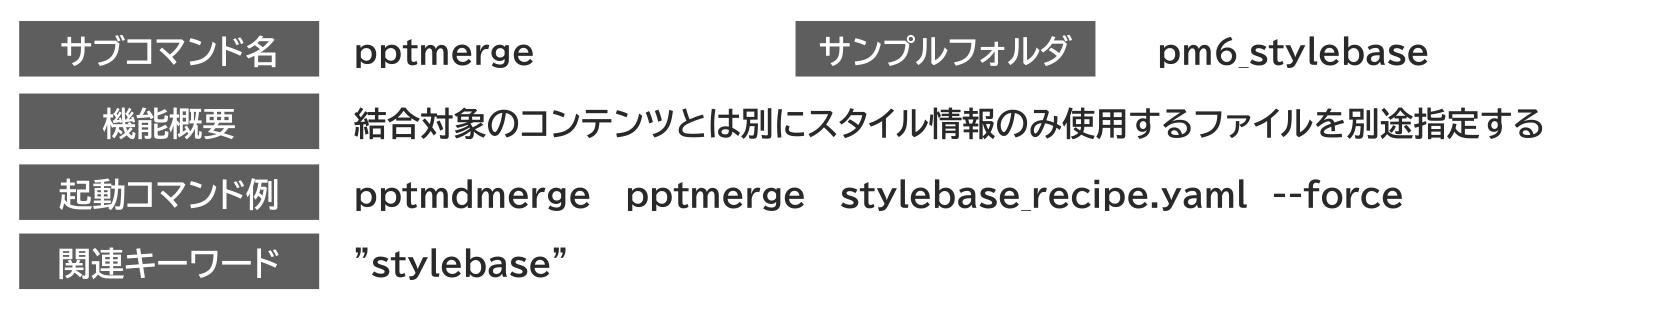 サブコマンド名 pptmerge サンプルフォルダ pm6_stylebase
機能概要 結合対象のコンテンツとは別にスタイル情報のみ使用するファイルを別途指定する
起動コマンド例 pptmdmerge pptmerge stylebase_recipe.yaml --force
関連キーワード ”stylebase”